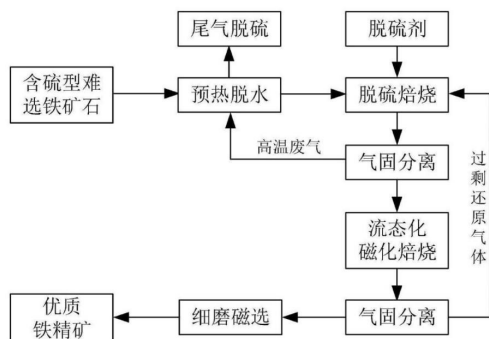 尾气脱硫
脱硫剂
含硫型难
选铁矿石
预热脱水
脱硫焙烧
高温废气
气固分离
过剩还原气体
流态化
磁化焙烧
优质
铁精矿
细磨磁选
气固分离